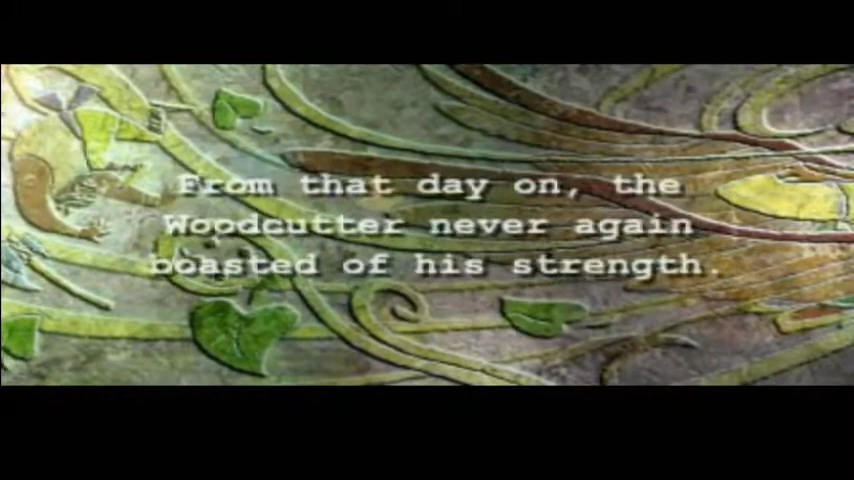 From that day on, the
Woodcutter never again
boasted of his strength.